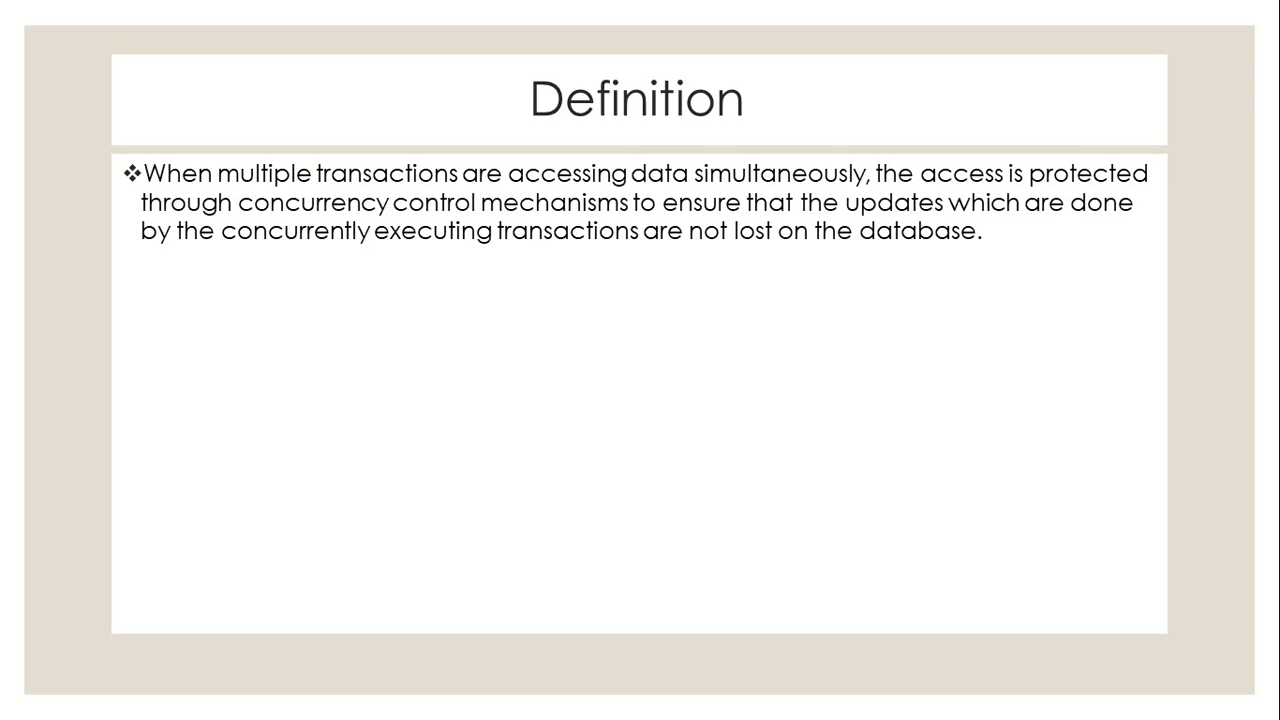 Definition
❖When multiple transactions are accessing data simultaneously, the access is protected
through concurrency control mechanisms to ensure that the updates which are done
by the concurrently executing transactions are not lost on the database.